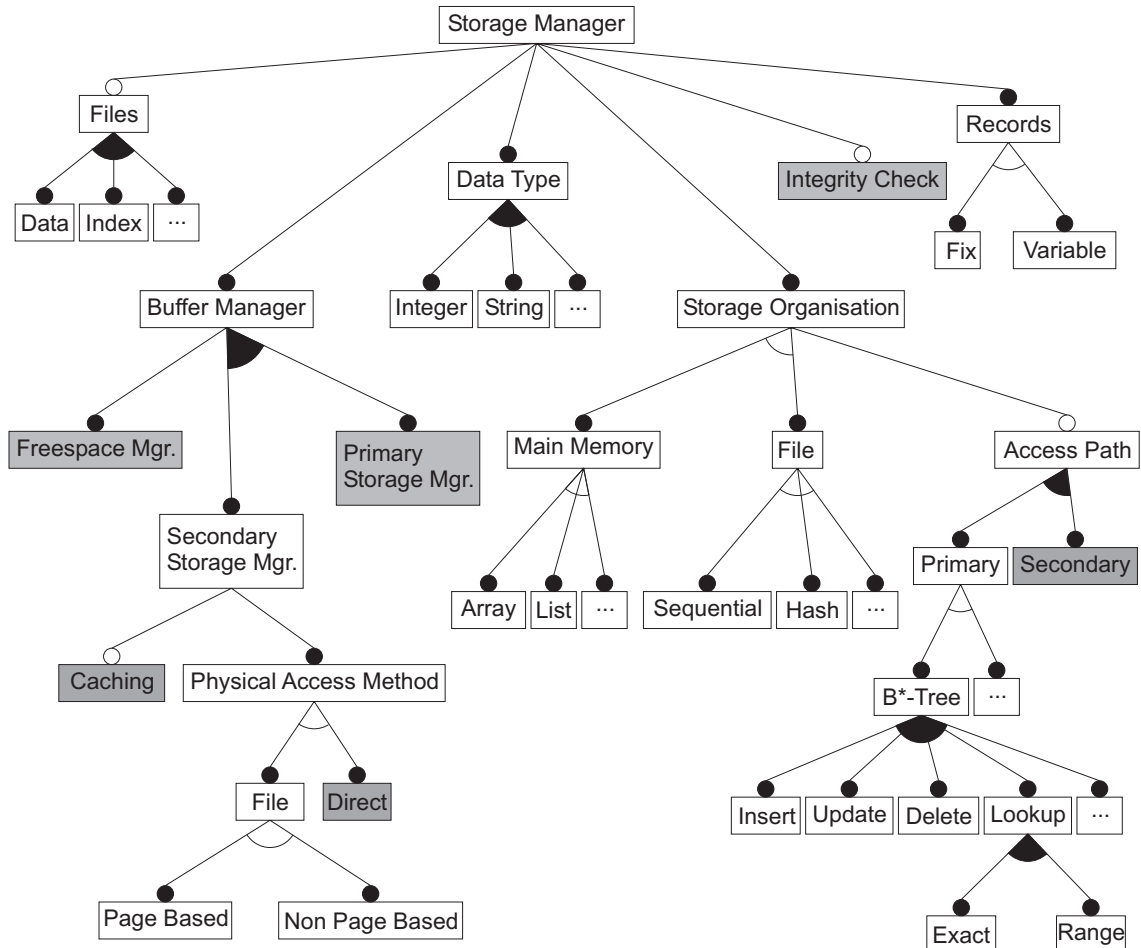 Storage Manager
Files
Records
Data Type
Integrity Check
Data
Index
...
Fix
Variable
Buffer Manager
Integer
String
...
Storage Organisation
Freespace Mgr.
Primary
Storage Mgr.
Main Memory
File
Access Path
Secondary
Storage Mgr.
Primary
Secondary
Array
List
...
Sequential
Hash
...
Caching
Physical Access Method
B*-Tree
...
File
Direct
Insert
Update
Delete
Lookup
...
Page Based
Non Page Based
Exact
Range